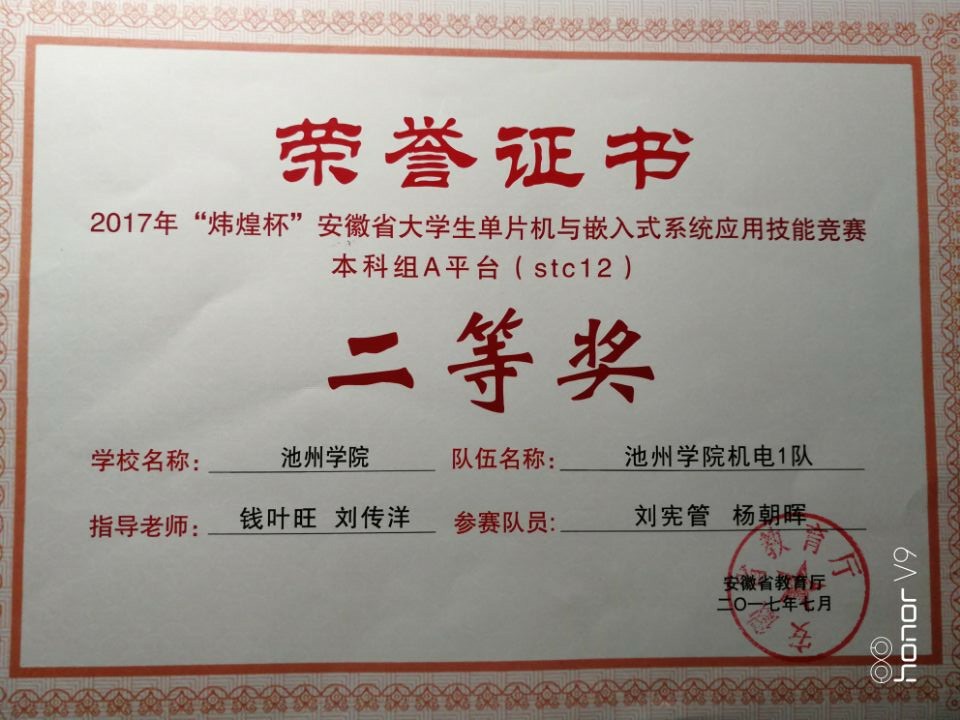 荣誉证书
2017年“炜煌杯”安徽省大学生单片机与嵌入式系统应用技能竞赛
本科组A平台（stc12）
二等奖
学校名称： 池州学院 队伍名称： 池州学院机电1队
指导老师： 钱叶旺 刘传洋 参赛队员： 刘宪管 杨朝晖
安徽省教育厅
安徽省教育厅
二〇一七年七月
honor V9